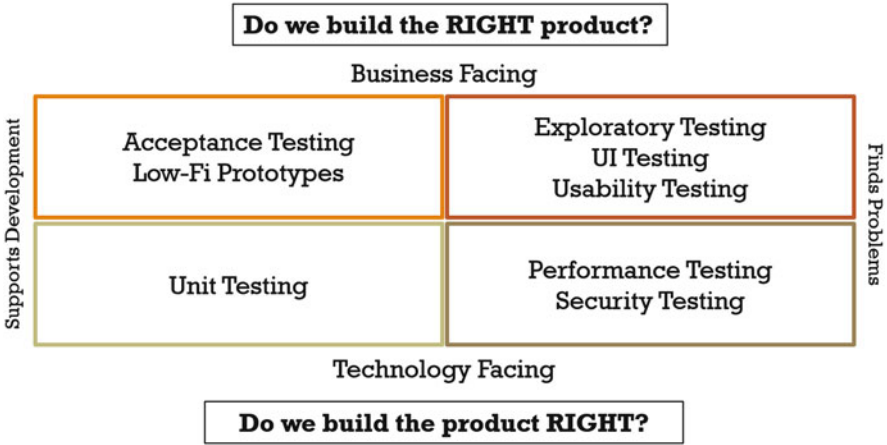 Do we build the RIGHT product?
Business Facing
Supports Development
Acceptance Testing
Low-Fi Prototypes
Exploratory Testing
UI Testing
Usability Testing
Finds Problems
Unit Testing
Performance Testing
Security Testing
Technology Facing
Do we build the product RIGHT?